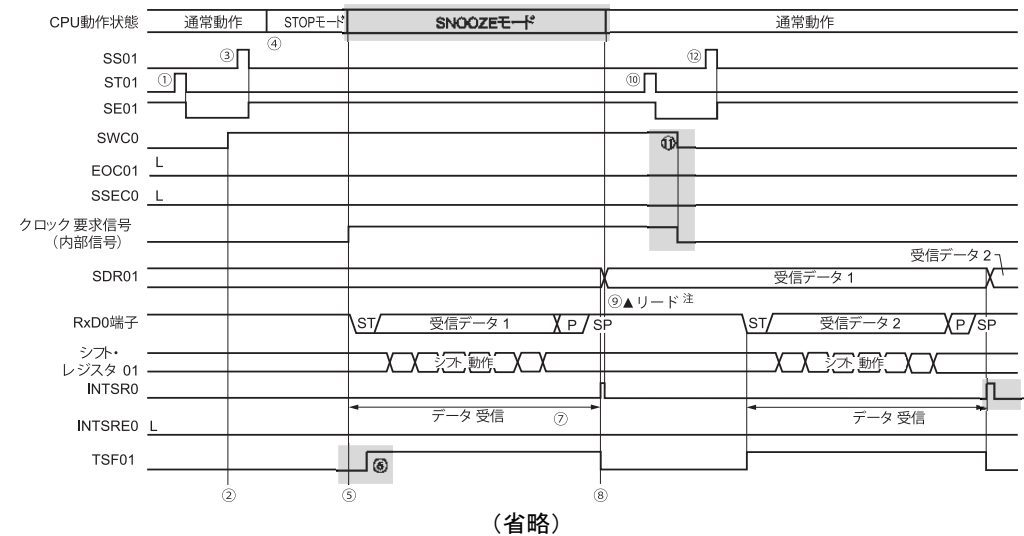 CPU動作状態 通常動作 STOPモード SNOOZEモード 通常動作
④
SS01 ③ ⑫
ST01 ① ⑩
SE01
SWC0 ⑪
EOC01 L
SSEC0 L
クロック要求信号
(内部信号)
受信データ 2
SDR01 受信データ 1
⑨▲リード 注
RxD0端子 ST 受信データ 1 P SP ST 受信データ 2 P SP
シフト・
レジスタ 01 シフト 動作 シフト 動作
INTSR0
データ 受信 ⑦ データ 受信
INTSRE0 L
TSF01 ⑥
② ⑤ ⑧
(省略)